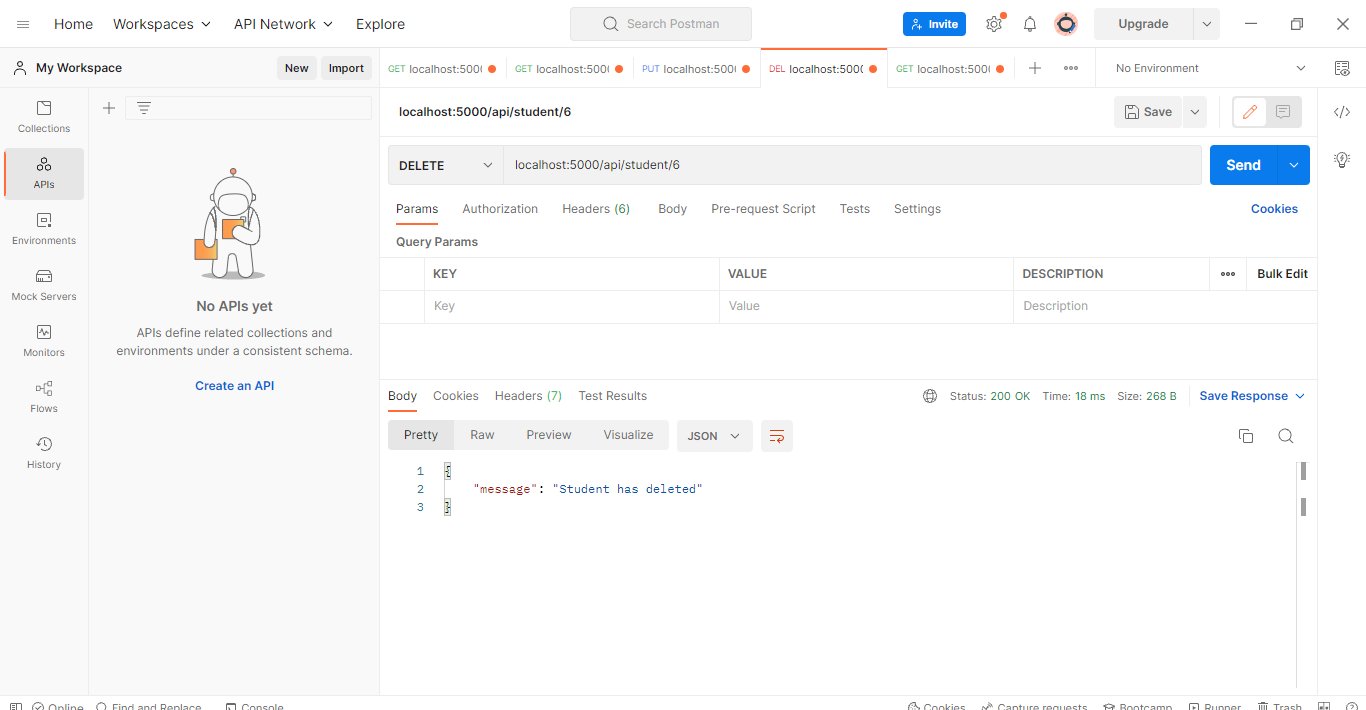 Home Workspaces API Network Explore Search Postman Invite Upgrade
My Workspace New Import GET localhost:500 GET localhost:500 PUT localhost:500 DEL localhost:500 GET localhost:500 No Environment
Collections
APIs
Environments
Mock Servers
Monitors
Flows
History
No APIs yet
APIs define related collections and
environments under a consistent schema.
Create an API
localhost:5000/api/student/6 Save
DELETE localhost:5000/api/student/6 Send
Params Authorization Headers (6) Body Pre-request Script Tests Settings Cookies
Query Params
KEY VALUE DESCRIPTION Bulk Edit
Key Value Description
Body Cookies Headers (7) Test Results Status: 200 OK Time: 18 ms Size: 268 B Save Response
Pretty Raw Preview Visualize JSON
1 {
2 "message": "Student has deleted"
3 }
Online Find and Replace Console Cookies Capture requests Bootcamp Runner Trash